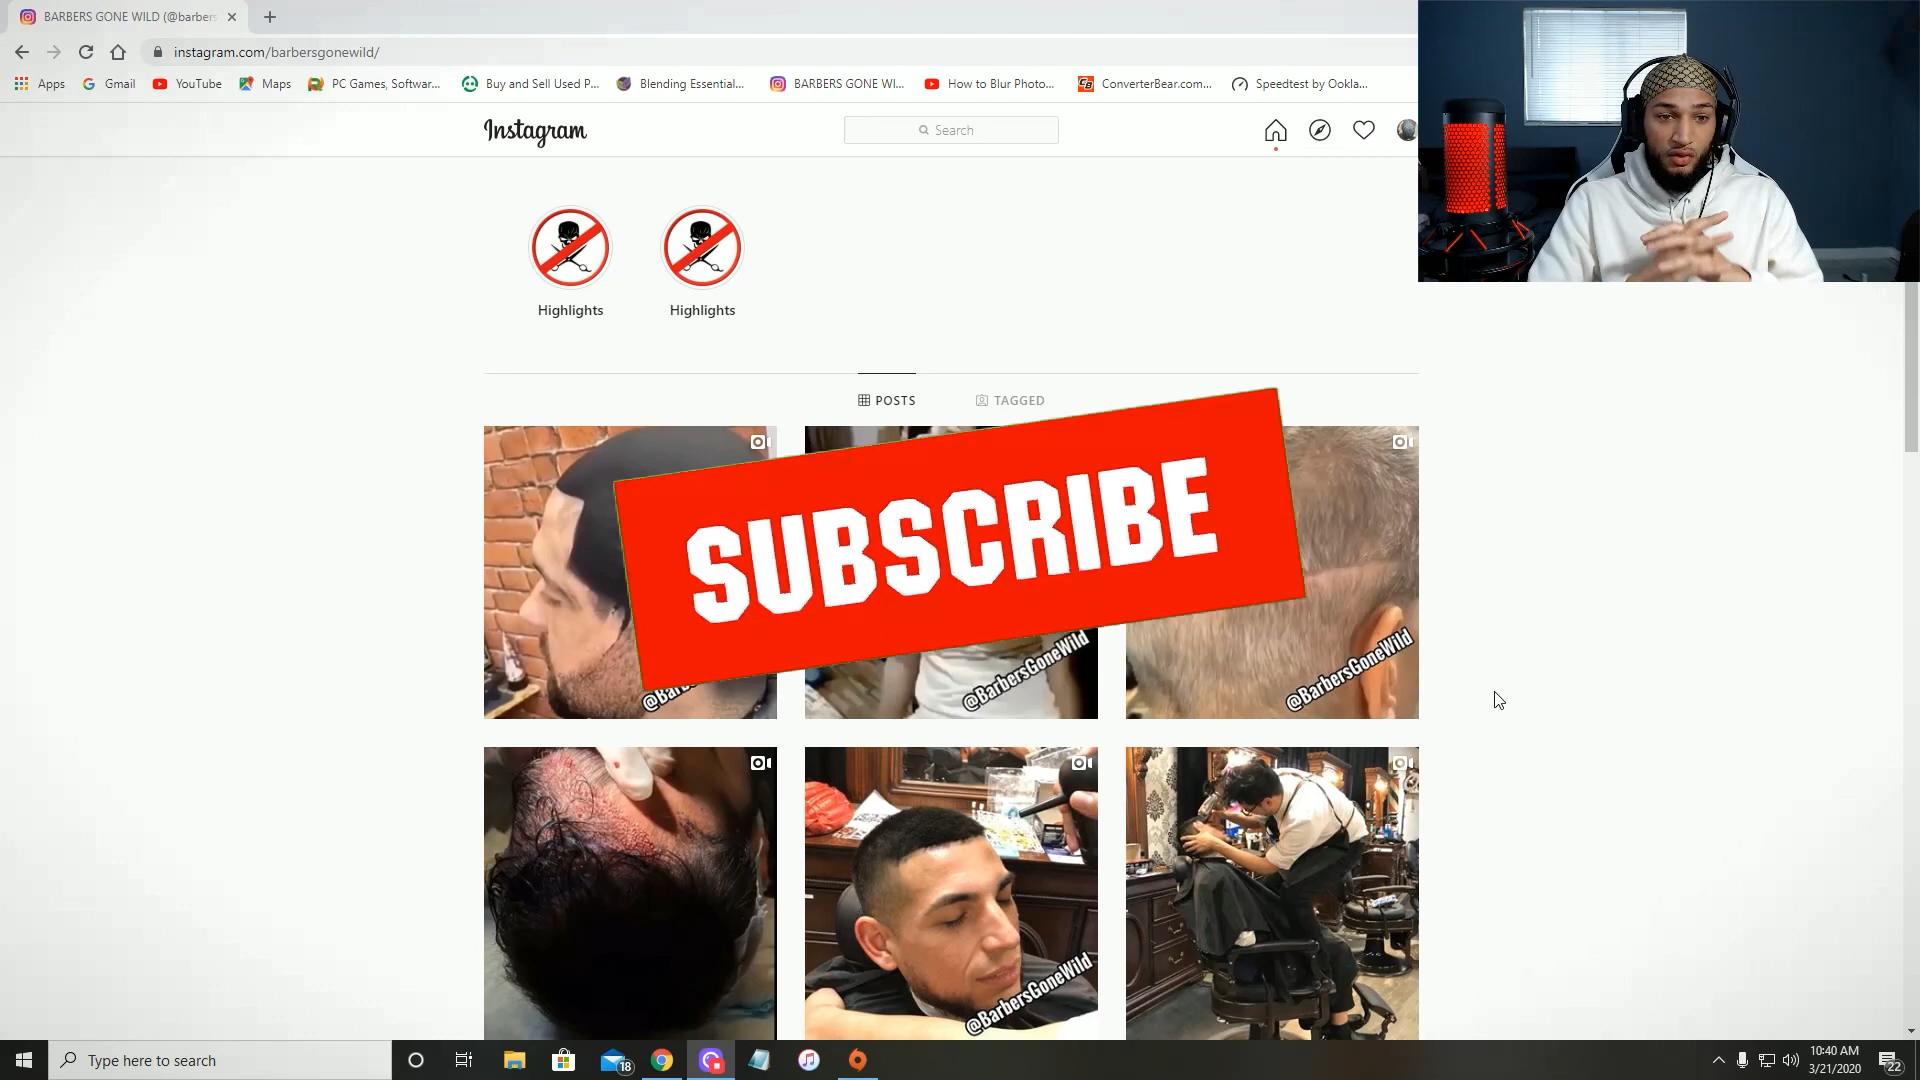 BARBERS GONE WILD (@barbers
instagram.com/barbersgonewild/
Apps
Gmail
YouTube
Maps
PC Games, Softwar...
Buy and Sell Used P...
Blending Essential...
BARBERS GONE WI...
How to Blur Photo...
ConverterBear.com...
Speedtest by Ookla...
Instagram
Search
Highlights
Highlights
POSTS
TAGGED
SUBSCRIBE
@Bar
@BarbersGoneWild
@BarbersGoneWild
@BarbersGoneWild
Type here to search
18
10:40 AM
3/21/2020
22